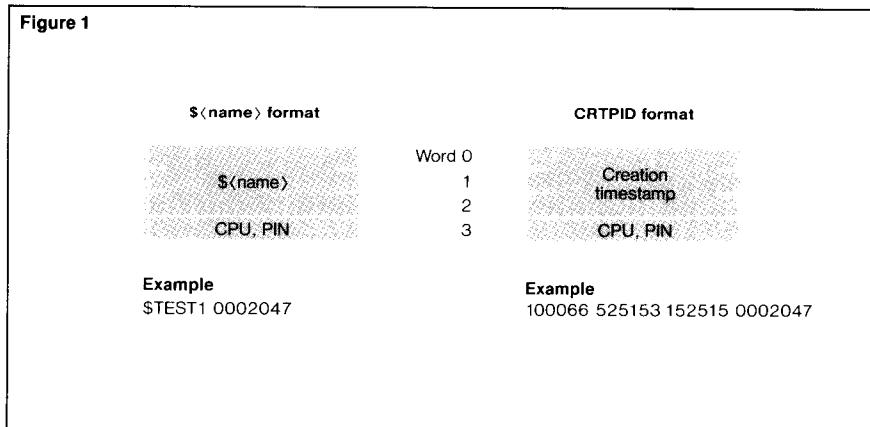 Figure 1
$⟨name⟩ format
CRTPID format
$⟨name⟩
Word 0
1
2
3
Creation
timestamp
CPU, PIN
CPU, PIN
Example
$TEST1 0002047
Example
100066 525153 152515 0002047